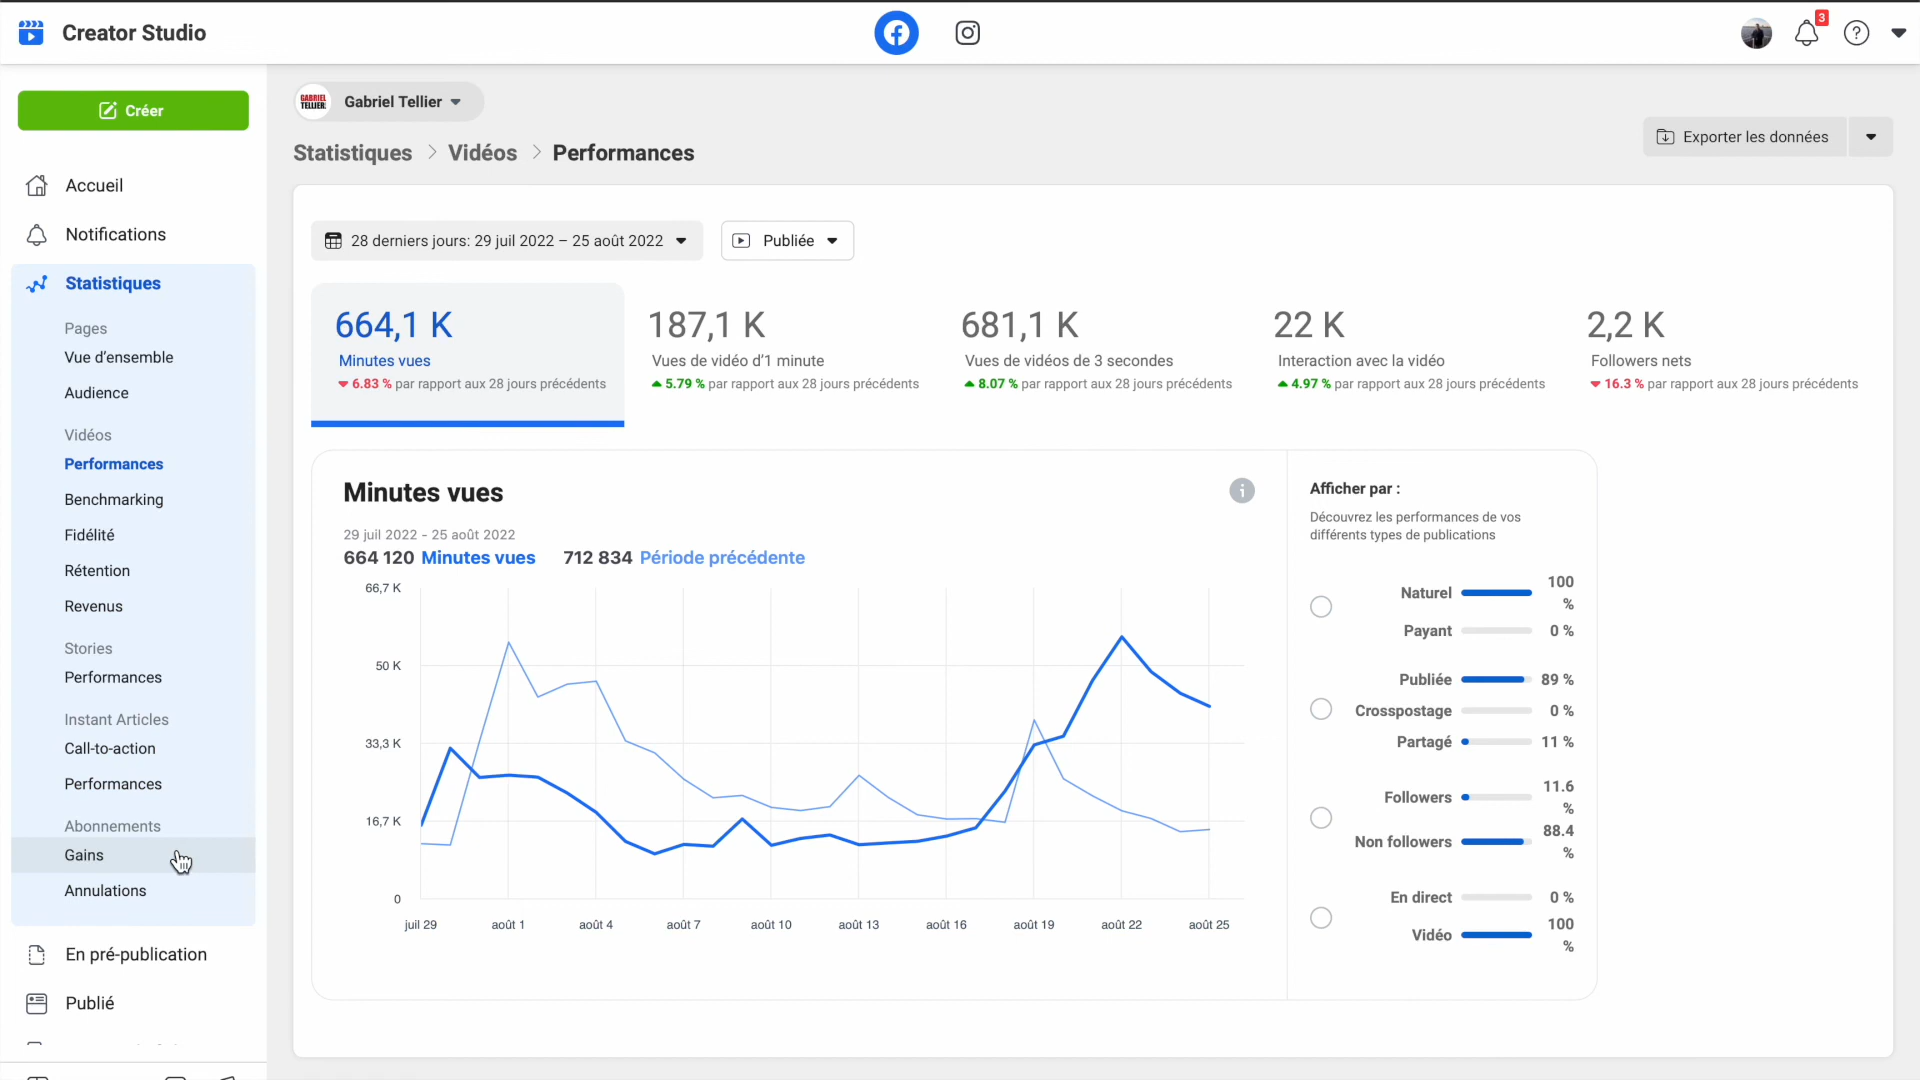 Creator Studio
3
Créer
Accueil
Notifications
Statistiques
Pages
Vue d'ensemble
Audience
Vidéos
Performances
Benchmarking
Fidélité
Rétention
Revenus
Stories
Performances
Instant Articles
Call-to-action
Performances
Abonnements
Gains
Annulations
En pré-publication
Publié
GABRIEL
TELLIER
Gabriel Tellier
Statistiques > Vidéos > Performances
Exporter les données
28 derniers jours: 29 juil 2022 – 25 août 2022
Publiée
664,1 K
Minutes vues
6.83 % par rapport aux 28 jours précédents
187,1 K
Vues de vidéo d'1 minute
5.79 % par rapport aux 28 jours précédents
681,1 K
Vues de vidéos de 3 secondes
8.07 % par rapport aux 28 jours précédents
22 K
Interaction avec la vidéo
4.97 % par rapport aux 28 jours précédents
2,2 K
Followers nets
16.3 % par rapport aux 28 jours précédents
Minutes vues
29 juil 2022 - 25 août 2022
664 120 Minutes vues 712 834 Période précédente
66,7 K
50 K
33,3 K
16,7 K
0
juil 29 août 1 août 4 août 7 août 10 août 13 août 16 août 19 août 22 août 25
Afficher par :
Découvrez les performances de vos
différents types de publications
Naturel 100 %
Payant 0 %
Publiée 89 %
Crosspostage 0 %
Partagé 11 %
Followers 11.6 %
Non followers 88.4 %
En direct 0 %
Vidéo 100 %